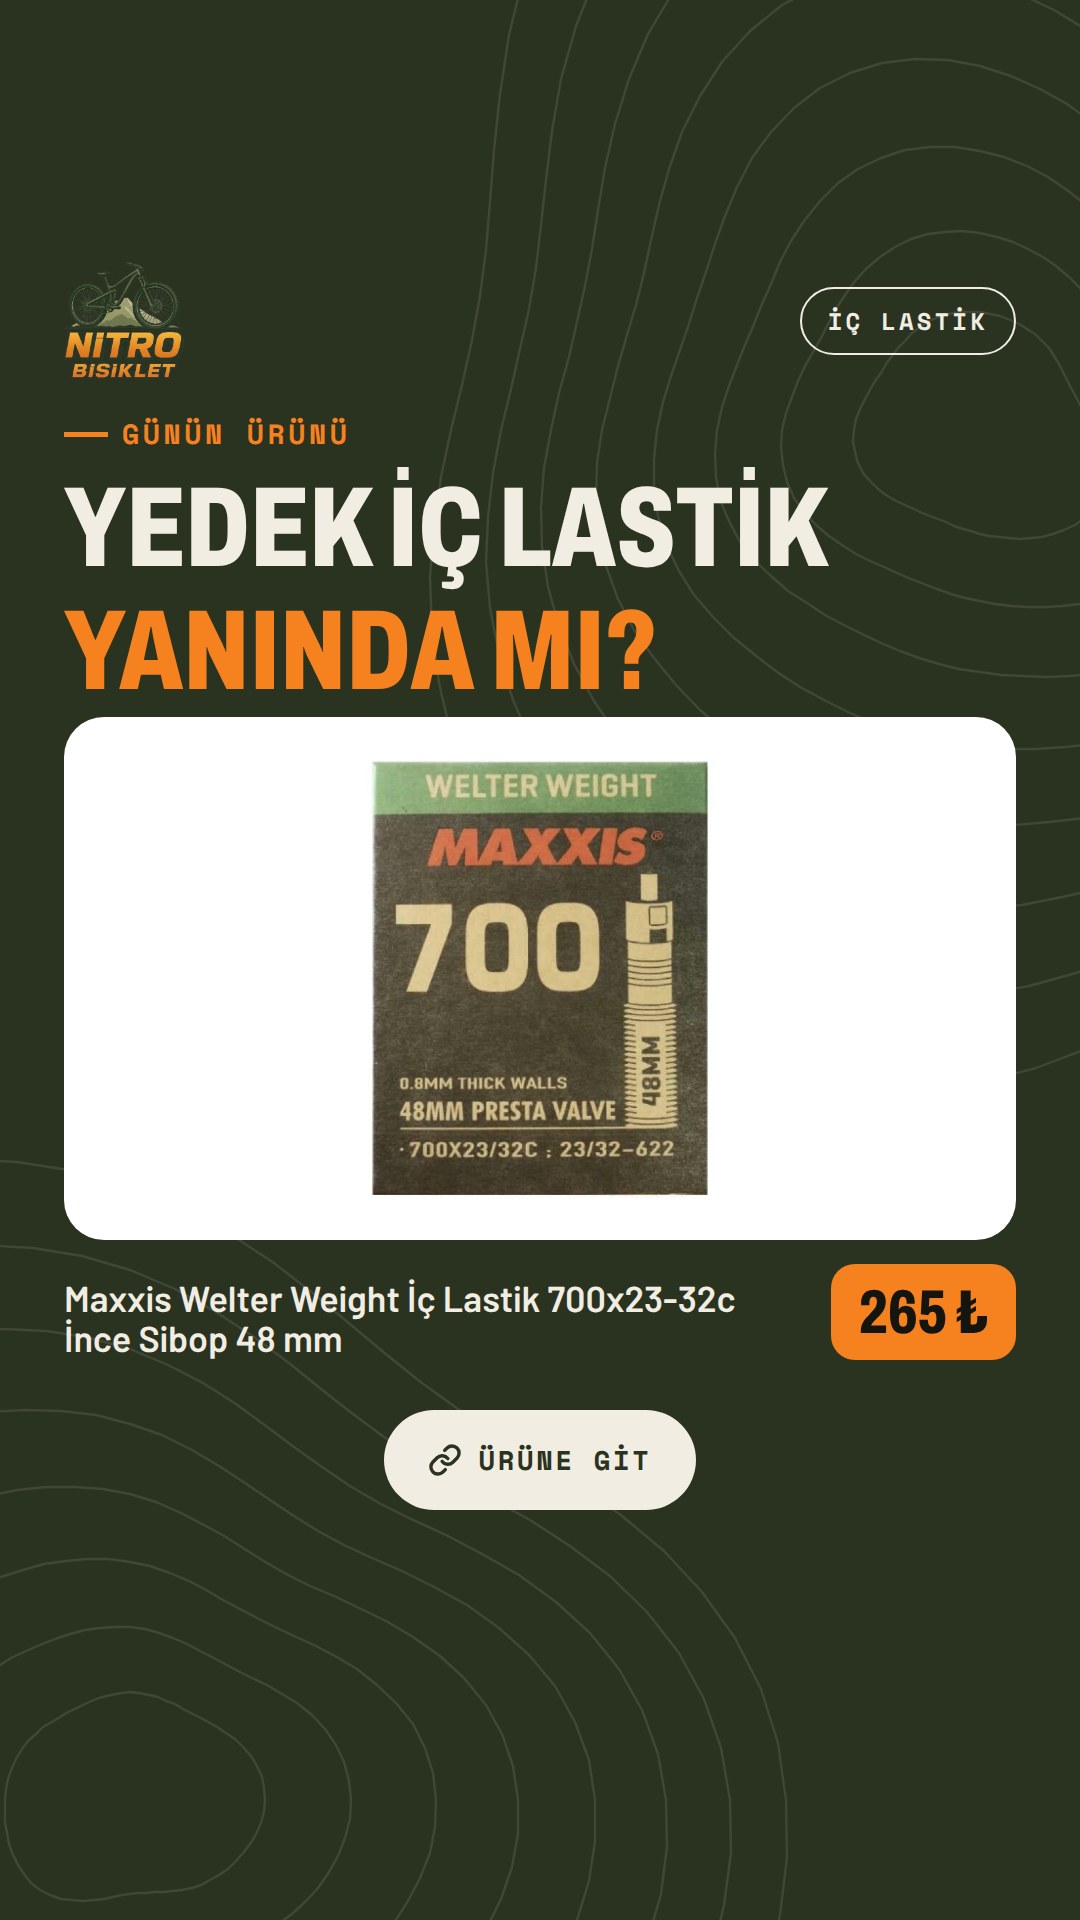 NiTRO
BiSiKLET
İÇ LASTİK
GÜNÜN ÜRÜNÜ
YEDEK İÇ LASTİK
YANINDA MI?
WELTER WEIGHT
MAXXIS®
700
48MM
0.8MM THICK WALLS
48MM PRESTA VALVE
·700X23/32C ; 23/32-622
Maxxis Welter Weight İç Lastik 700x23-32c
İnce Sibop 48 mm
265 ₺
ÜRÜNE GİT